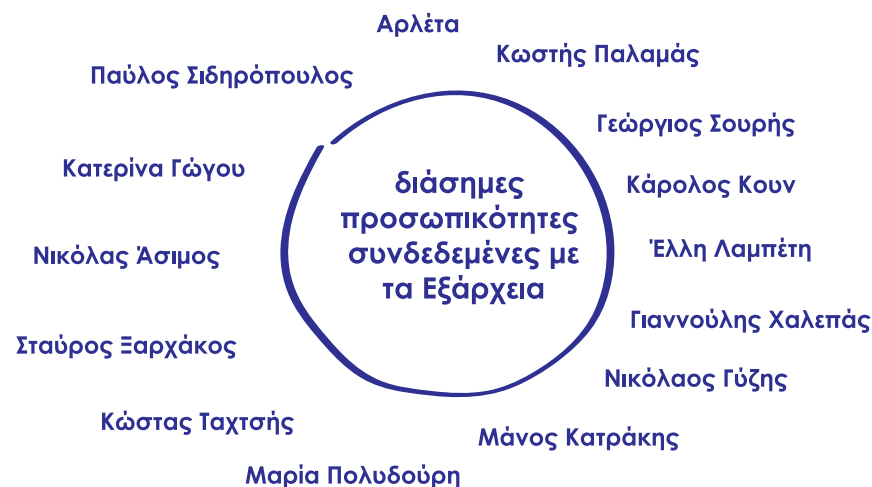 Αρλέτα
Κωστής Παλαμάς
Παύλος Σιδηρόπουλος
Γεώργιος Σουρής
Κατερίνα Γώγου
Κάρολος Κουν
διάσημες
προσωπικότητες
συνδεδεμένες με
τα Εξάρχεια
Νικόλας Άσιμος
Έλλη Λαμπέτη
Γιαννούλης Χαλεπάς
Σταύρος Ξαρχάκος
Νικόλαος Γύζης
Κώστας Ταχτσής
Μάνος Κατράκης
Μαρία Πολυδούρη